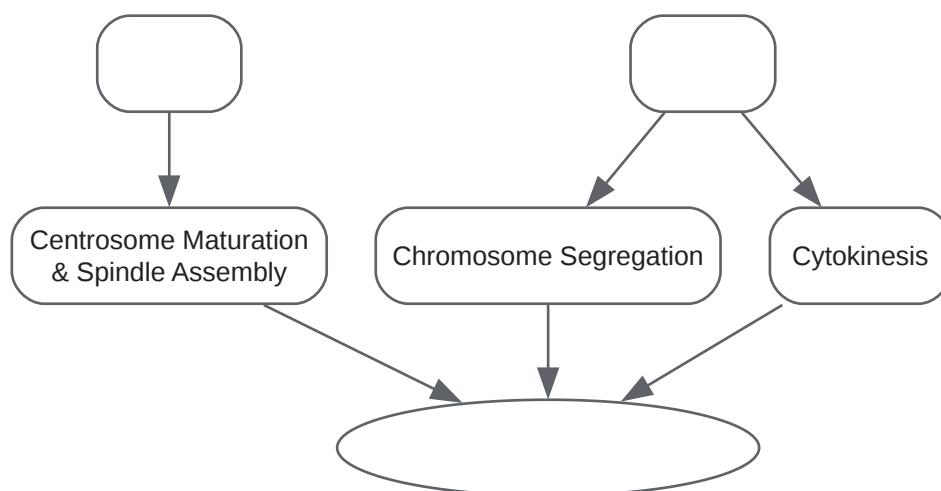 Centrosome Maturation
& Spindle Assembly
Chromosome Segregation
Cytokinesis